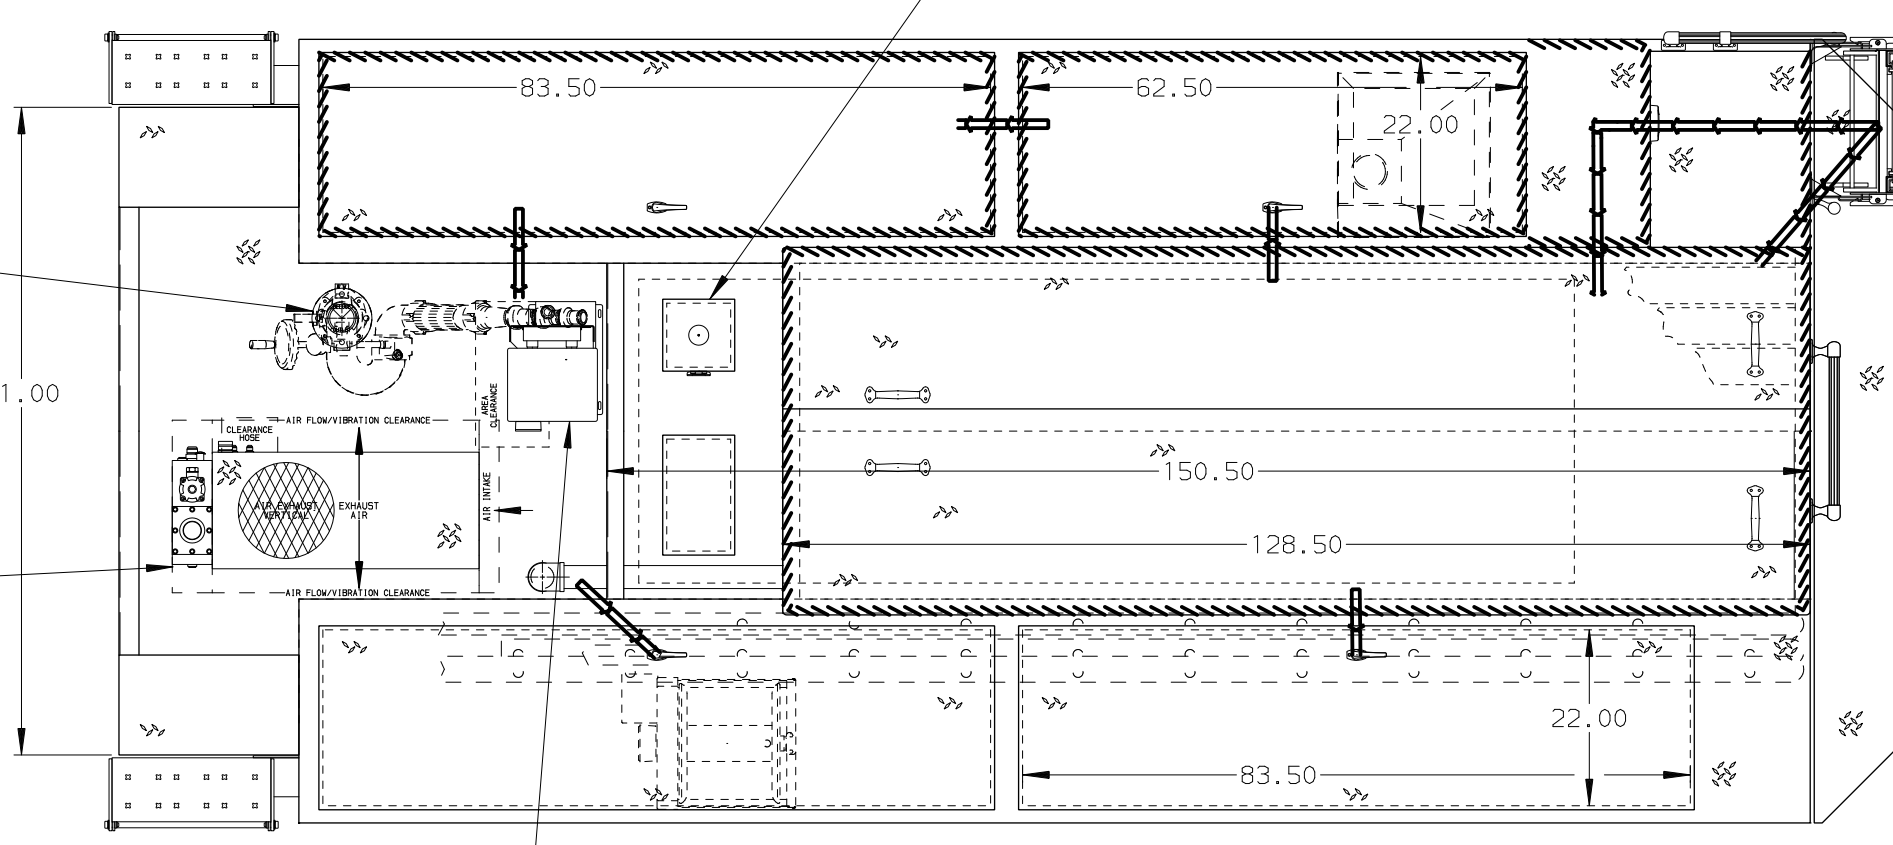 83.50
62.50
22.00
1.00
AREA
CLEARANCE
AIR FLOW/VIBRATION CLEARANCE
CLEARANCE
HOSE
150.50
AIR EXHAUST
VERTICAL
EXHAUST
AIR
AIR INTAKE
128.50
AIR FLOW/VIBRATION CLEARANCE
22.00
83.50